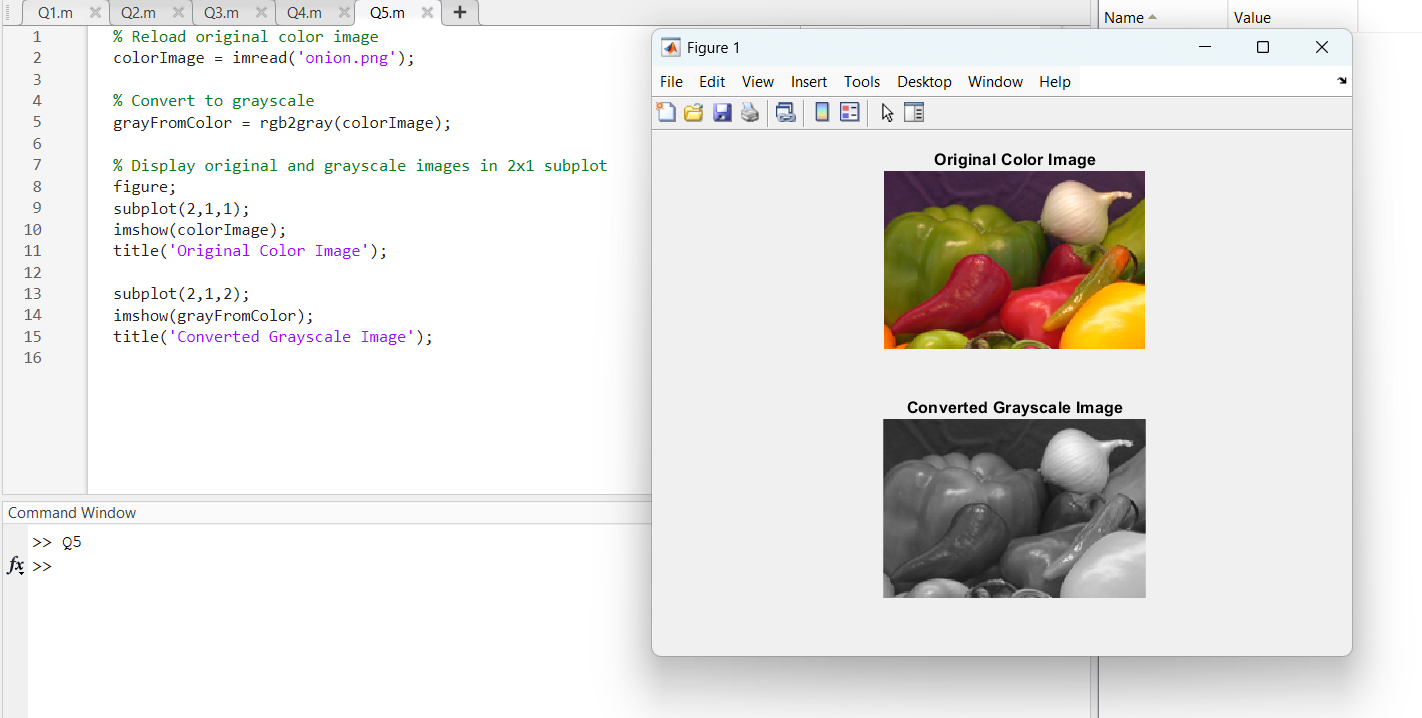 Q1.m Q2.m Q3.m Q4.m Q5.m
1 % Reload original color image
2 colorImage = imread('onion.png');
3
4 % Convert to grayscale
5 grayFromColor = rgb2gray(colorImage);
6
7 % Display original and grayscale images in 2x1 subplot
8 figure;
9 subplot(2,1,1);
10 imshow(colorImage);
11 title('Original Color Image');
12
13 subplot(2,1,2);
14 imshow(grayFromColor);
15 title('Converted Grayscale Image');
16
Command Window
>> Q5
fx >>
Name Value
Figure 1
File Edit View Insert Tools Desktop Window Help
Original Color Image
Converted Grayscale Image